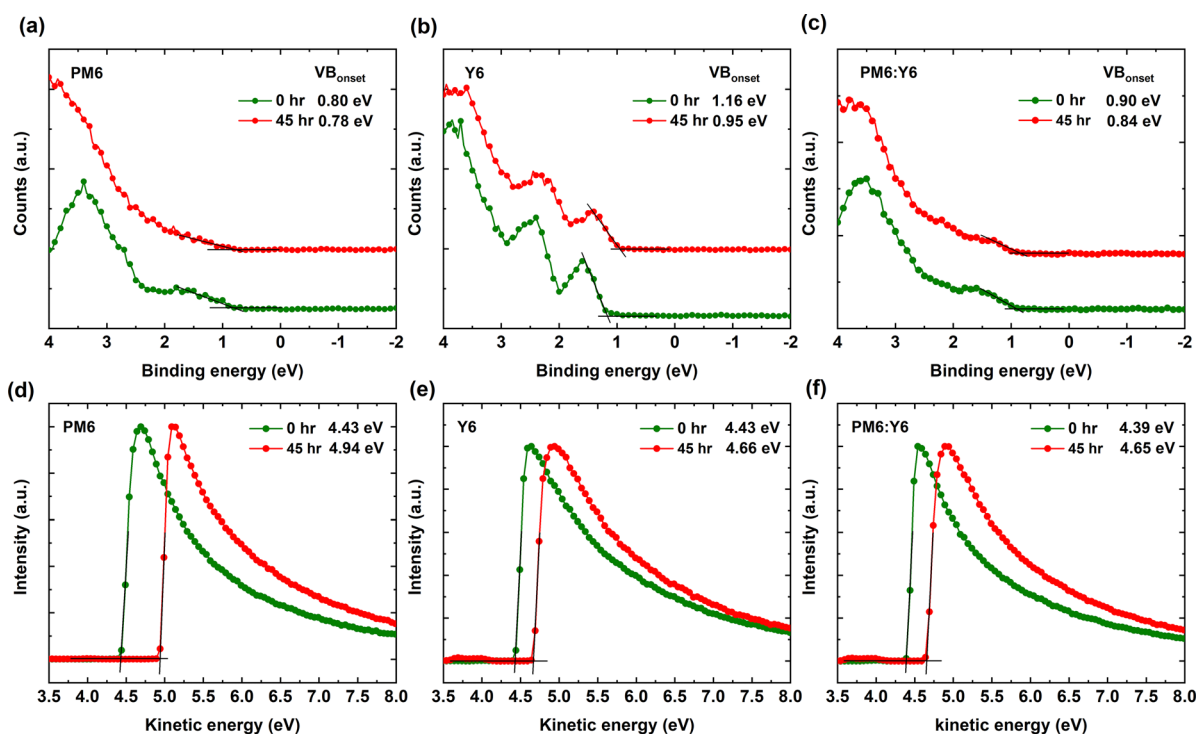 (a)
PM6
VBonset
0 hr 0.80 eV
45 hr 0.78 eV
Counts (a.u.)
4 3 2 1 0 -1 -2
Binding energy (eV)
(b)
Y6
VBonset
0 hr 1.16 eV
45 hr 0.95 eV
Counts (a.u.)
4 3 2 1 0 -1 -2
Binding energy (eV)
(c)
PM6:Y6
VBonset
0 hr 0.90 eV
45 hr 0.84 eV
Counts (a.u.)
4 3 2 1 0 -1 -2
Binding energy (eV)
(d)
PM6
0 hr 4.43 eV
45 hr 4.94 eV
Intensity (a.u.)
3.5 4.0 4.5 5.0 5.5 6.0 6.5 7.0 7.5 8.0
Kinetic energy (eV)
(e)
Y6
0 hr 4.43 eV
45 hr 4.66 eV
Intensity (a.u.)
3.5 4.0 4.5 5.0 5.5 6.0 6.5 7.0 7.5 8.0
Kinetic energy (eV)
(f)
PM6:Y6
0 hr 4.39 eV
45 hr 4.65 eV
Intensity (a.u.)
3.5 4.0 4.5 5.0 5.5 6.0 6.5 7.0 7.5 8.0
kinetic energy (eV)